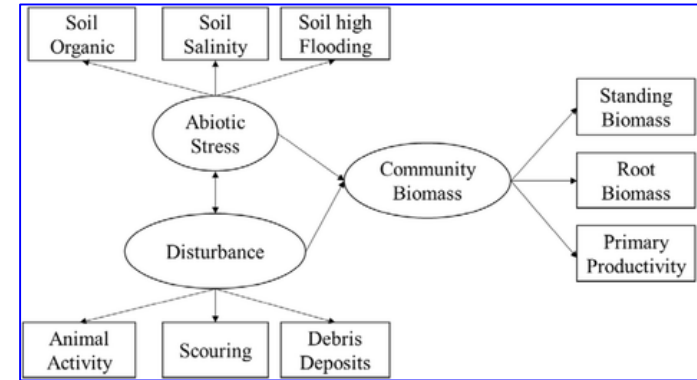 Soil
Organic
Soil
Salinity
Soil high
Flooding
Abiotic
Stress
Standing
Biomass
Community
Biomass
Root
Biomass
Disturbance
Primary
Productivity
Animal
Activity
Scouring
Debris
Deposits